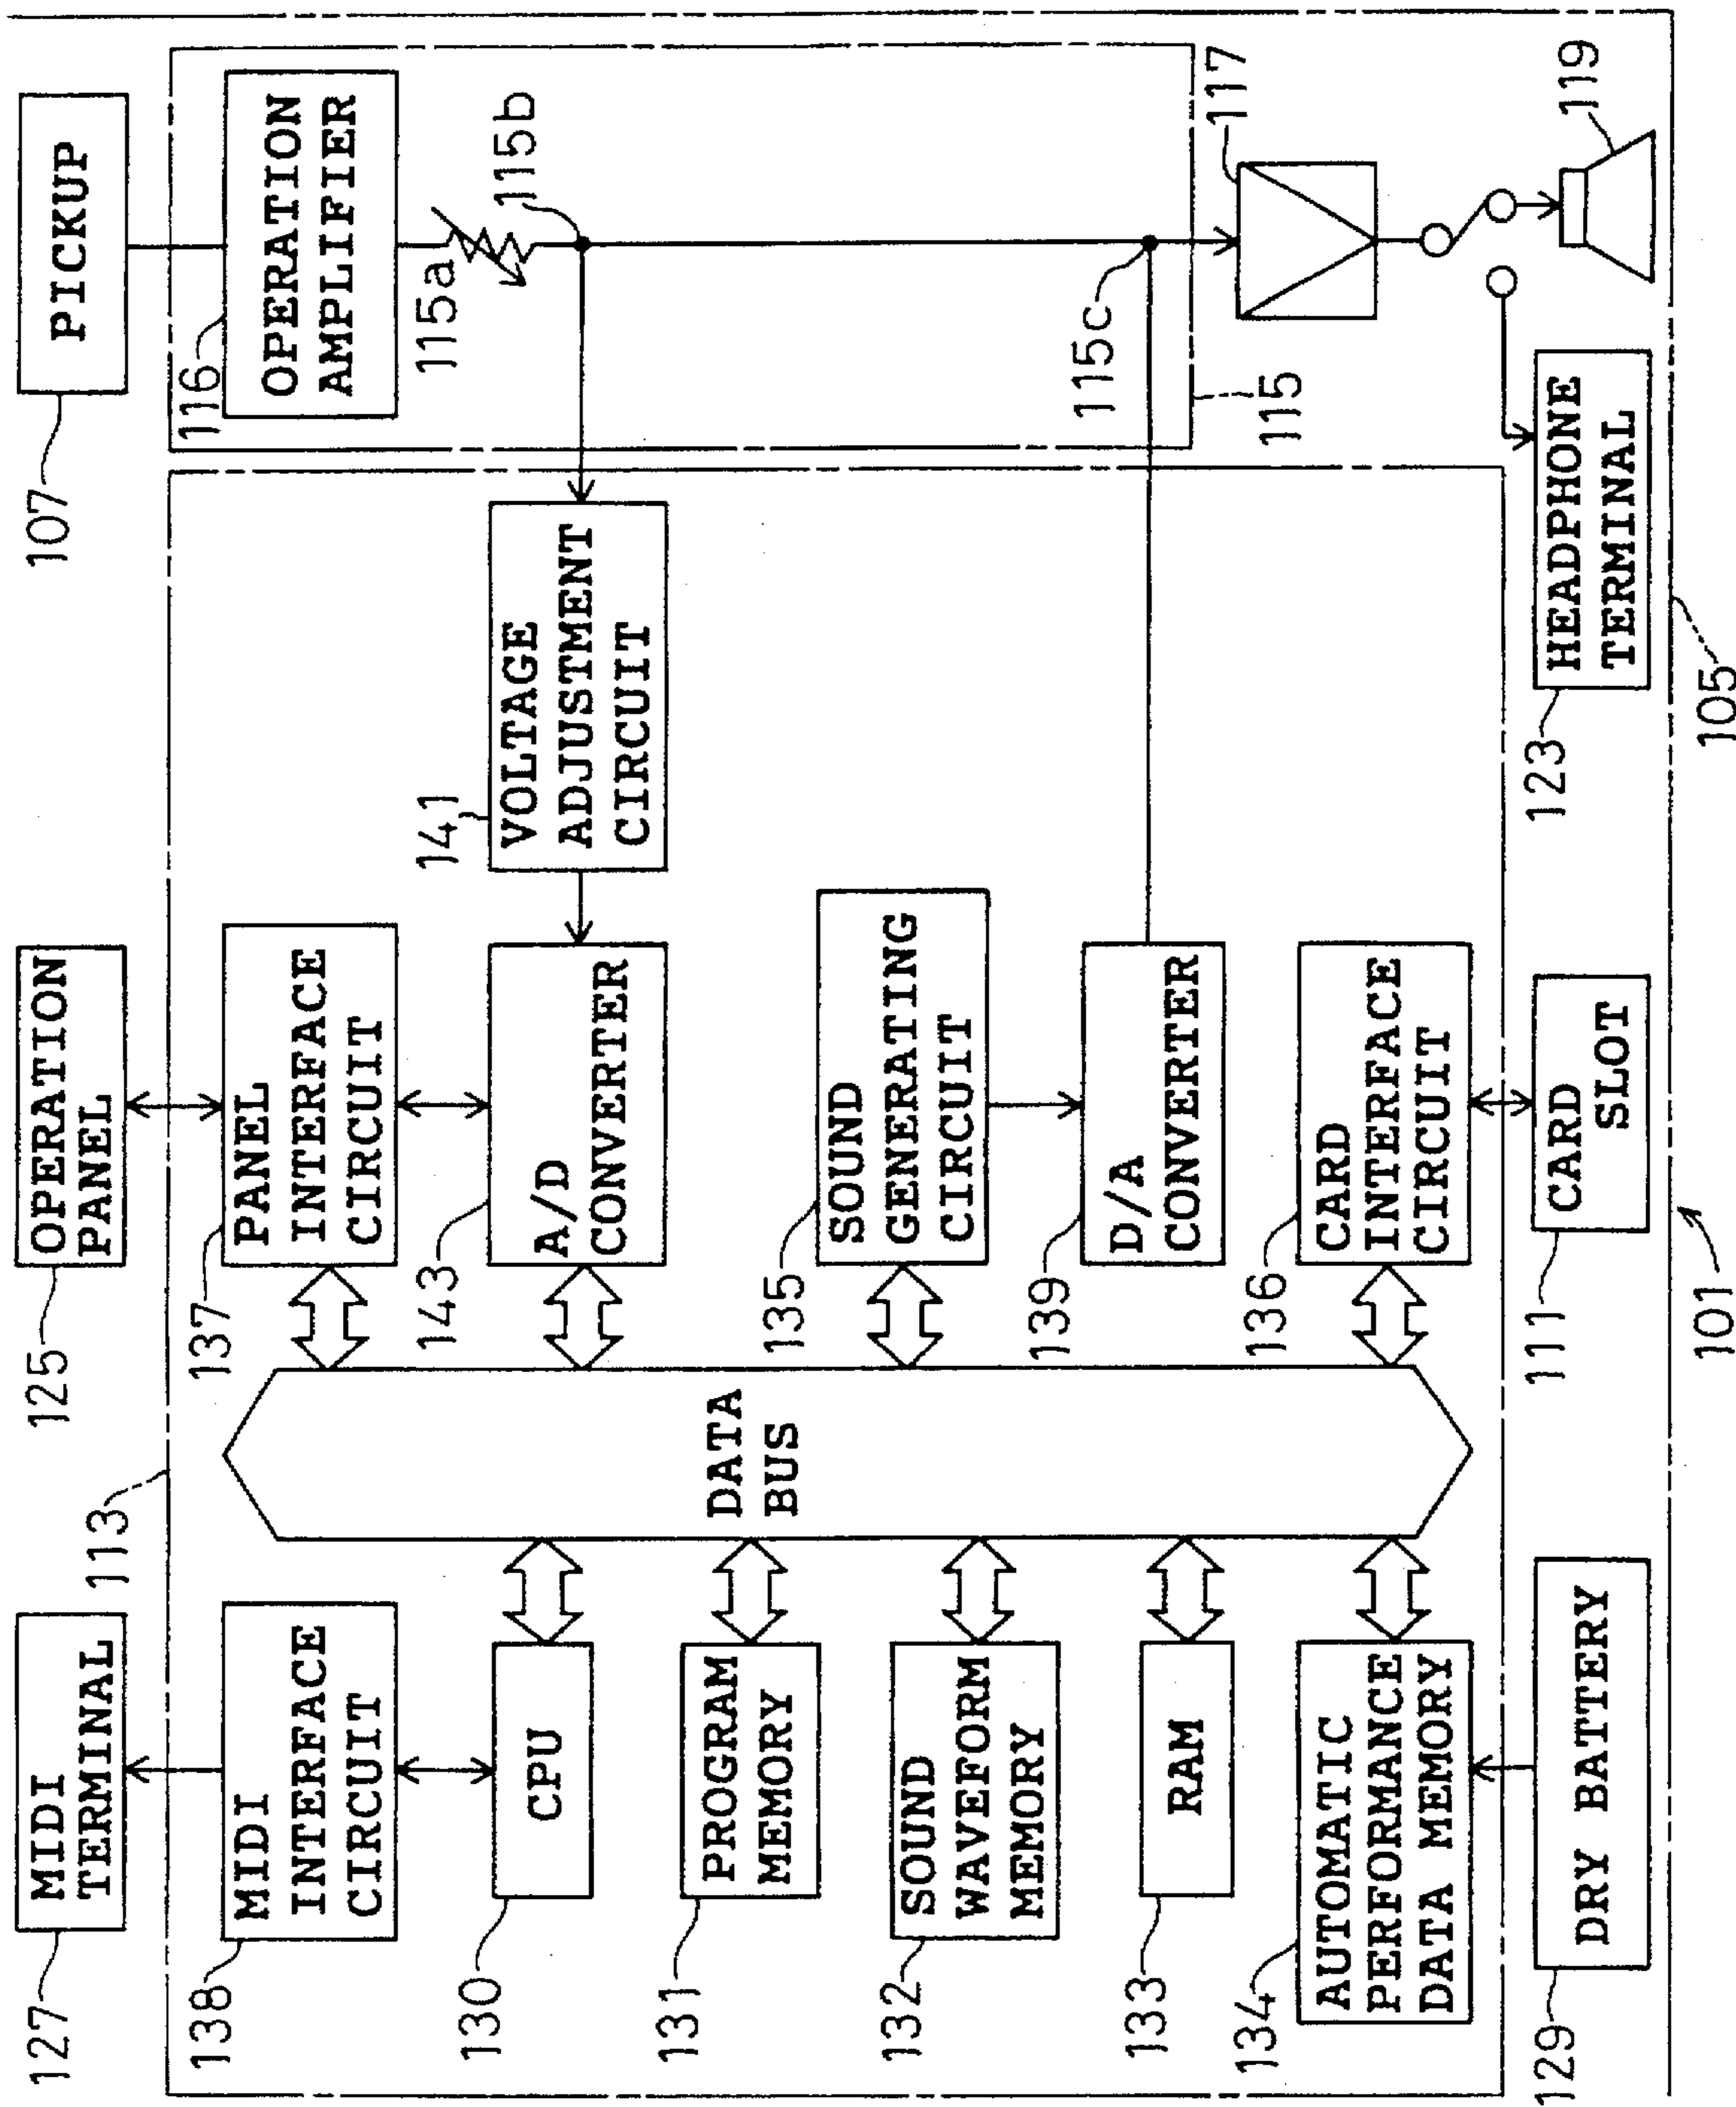 127
MIDI
TERMINAL
125
OPERATION
PANEL
107
PICKUP
113
138
MIDI
INTERFACE
CIRCUIT
137
PANEL
INTERFACE
CIRCUIT
116
OPERATION
AMPLIFIER
115a
115b
130
CPU
143
A/D
CONVERTER
141
VOLTAGE
ADJUSTMENT
CIRCUIT
131
PROGRAM
MEMORY
DATA
BUS
132
SOUND
WAVEFORM
MEMORY
135
SOUND
GENERATING
CIRCUIT
133
RAM
139
D/A
CONVERTER
115c
115
117
134
AUTOMATIC
PERFORMANCE
DATA MEMORY
136
CARD
INTERFACE
CIRCUIT
129
DRY BATTERY
111
CARD
SLOT
123
HEADPHONE
TERMINAL
119
101
105